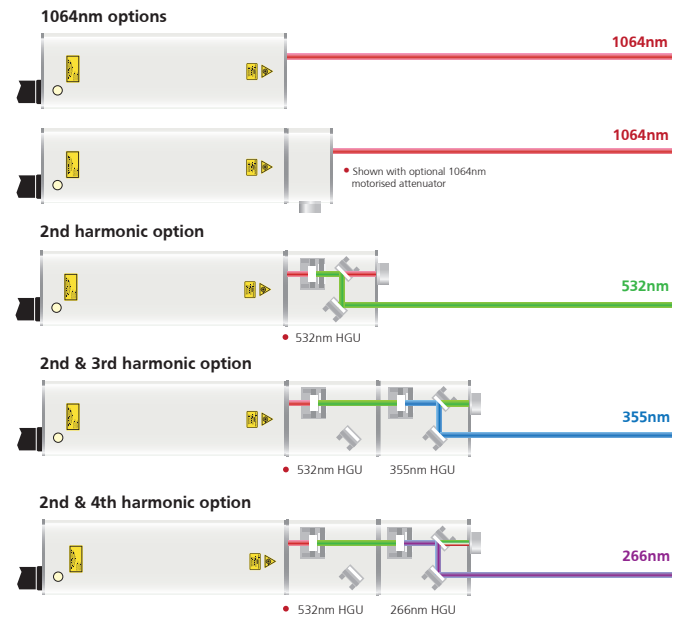 1064nm options
1064nm
1064nm
• Shown with optional 1064nm
motorised attenuator
2nd harmonic option
532nm
• 532nm HGU
2nd & 3rd harmonic option
355nm
• 532nm HGU 355nm HGU
2nd & 4th harmonic option
266nm
• 532nm HGU 266nm HGU